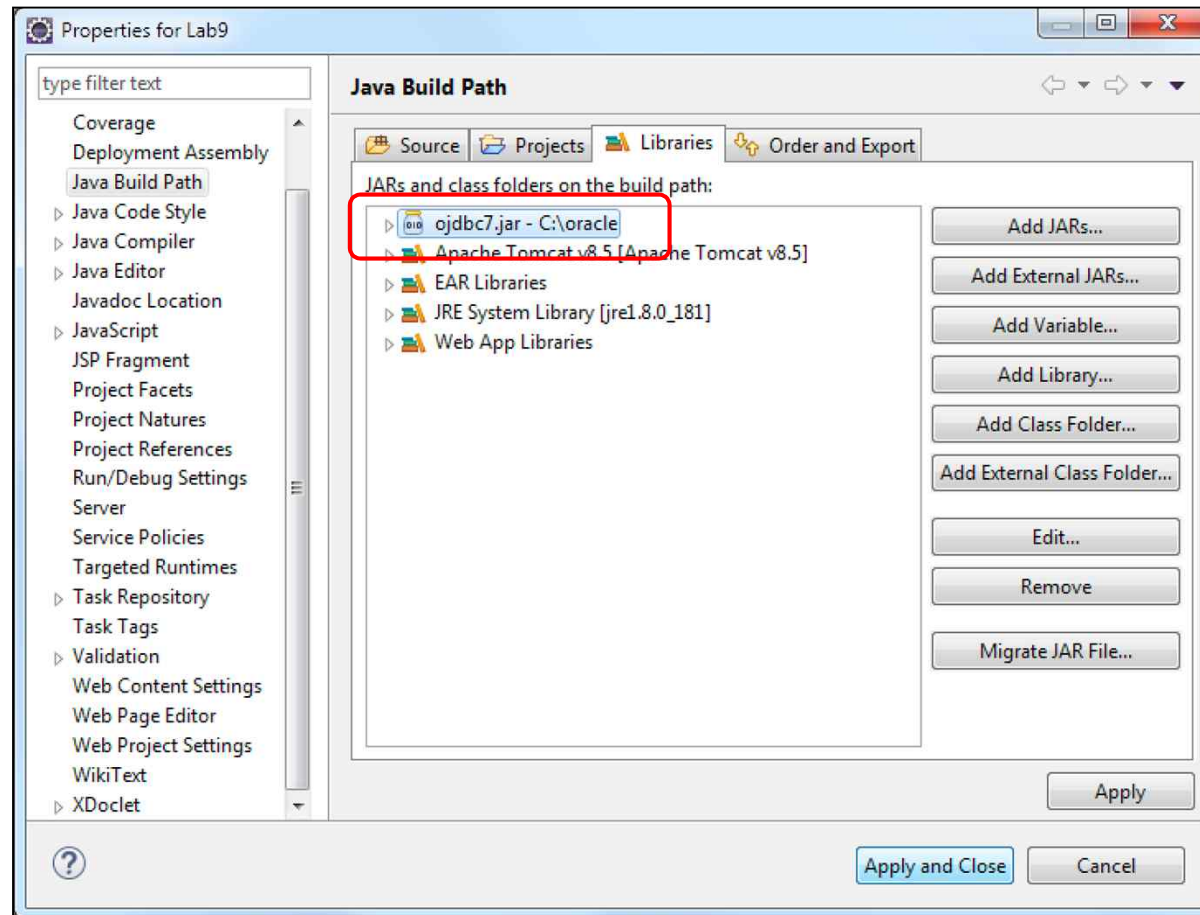 Properties for Lab9
type filter text
Coverage
Deployment Assembly
Java Build Path
Java Code Style
Java Compiler
Java Editor
Javadoc Location
JavaScript
JSP Fragment
Project Facets
Project Natures
Project References
Run/Debug Settings
Server
Service Policies
Targeted Runtimes
Task Repository
Task Tags
Validation
Web Content Settings
Web Page Editor
Web Project Settings
WikiText
XDoclet
Java Build Path
Source Projects Libraries Order and Export
JARs and class folders on the build path:
010 ojdbc7.jar - C:\oracle
Apache Tomcat v8.5 [Apache Tomcat v8.5]
EAR Libraries
JRE System Library [jre1.8.0_181]
Web App Libraries
Add JARs...
Add External JARs...
Add Variable...
Add Library...
Add Class Folder...
Add External Class Folder...
Edit...
Remove
Migrate JAR File...
Apply
?
Apply and Close
Cancel